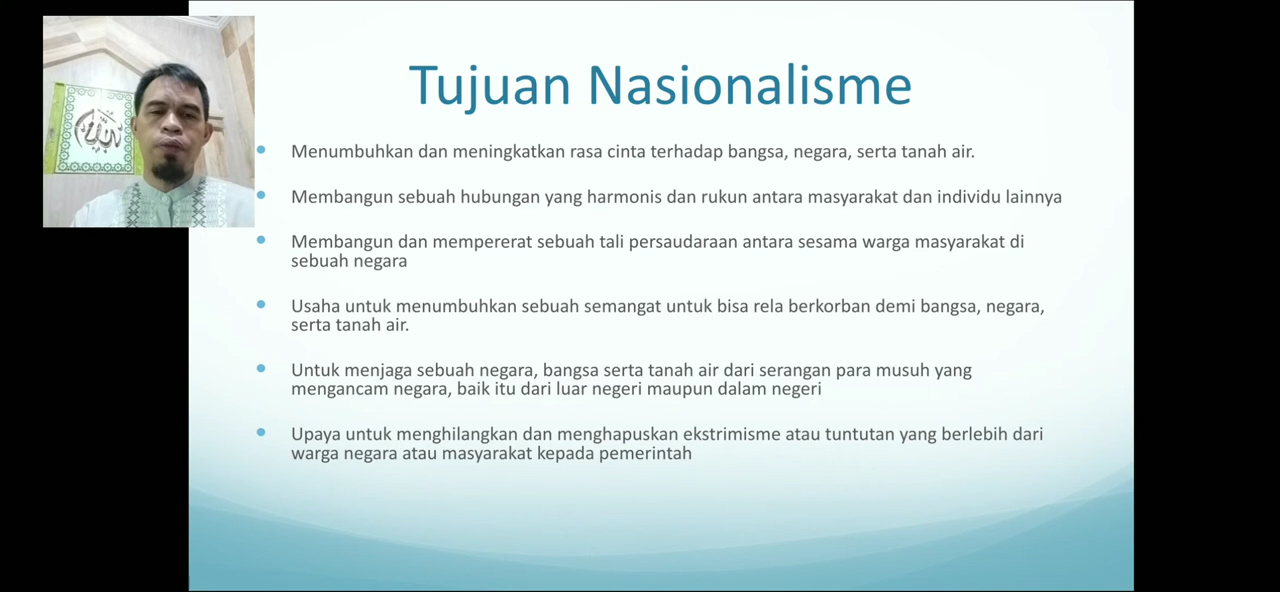 Tujuan Nasionalisme
Menumbuhkan dan meningkatkan rasa cinta terhadap bangsa, negara, serta tanah air.
Membangun sebuah hubungan yang harmonis dan rukun antara masyarakat dan individu lainnya
Membangun dan mempererat sebuah tali persaudaraan antara sesama warga masyarakat di
sebuah negara
Usaha untuk menumbuhkan sebuah semangat untuk bisa rela berkorban demi bangsa, negara,
serta tanah air.
Untuk menjaga sebuah negara, bangsa serta tanah air dari serangan para musuh yang
mengancam negara, baik itu dari luar negeri maupun dalam negeri
Upaya untuk menghilangkan dan menghapuskan ekstrimisme atau tuntutan yang berlebih dari
warga negara atau masyarakat kepada pemerintah